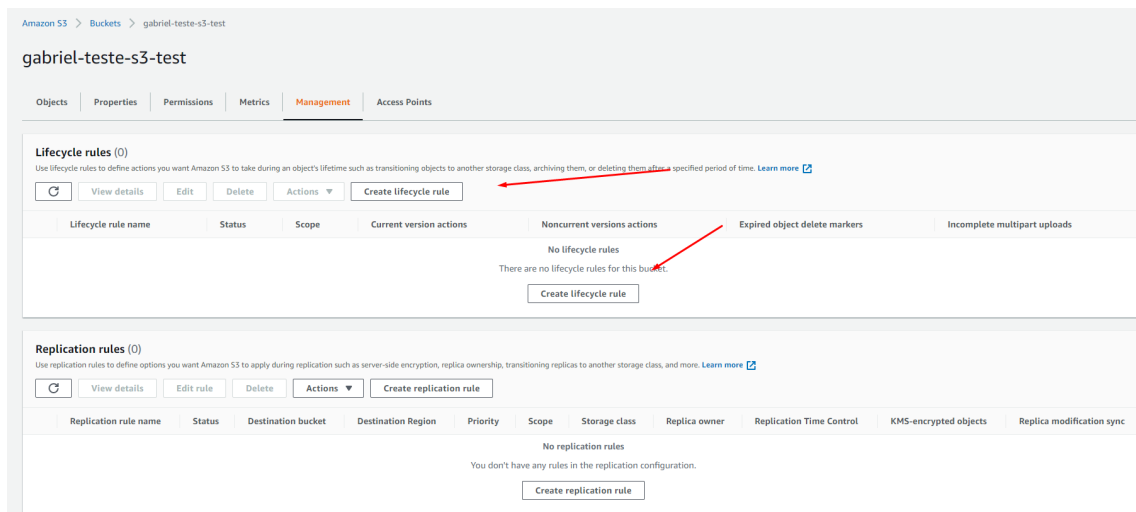 Amazon S3 > Buckets > gabriel-teste-s3-test
gabriel-teste-s3-test
Objects Properties Permissions Metrics Management Access Points
Lifecycle rules (0)
Use lifecycle rules to define actions you want Amazon S3 to take during an object's lifetime such as transitioning objects to another storage class, archiving them, or deleting them after a specified period of time. Learn more
View details Edit Delete Actions Create lifecycle rule
Lifecycle rule name Status Scope Current version actions Noncurrent versions actions Expired object delete markers Incomplete multipart uploads
No lifecycle rules
There are no lifecycle rules for this bucket.
Create lifecycle rule
Replication rules (0)
Use replication rules to define options you want Amazon S3 to apply during replication such as server-side encryption, replica ownership, transitioning replicas to another storage class, and more. Learn more
View details Edit rule Delete Actions Create replication rule
Replication rule name Status Destination bucket Destination Region Priority Scope Storage class Replica owner Replication Time Control KMS-encrypted objects Replica modification sync
No replication rules
You don't have any rules in the replication configuration.
Create replication rule